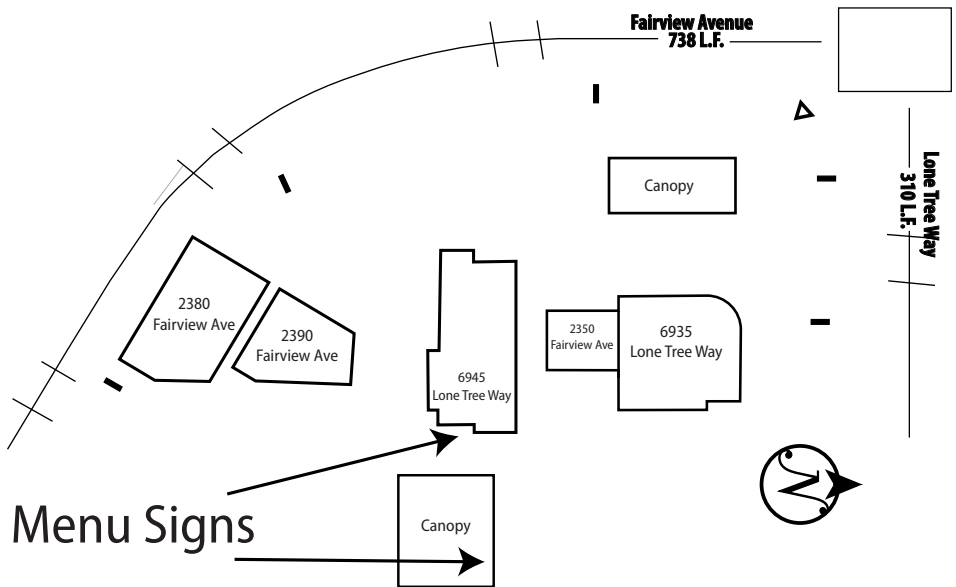 Fairview Avenue
738 L.F.
Lone Tree Way
310 L.F.
Canopy
2380
Fairview Ave
2390
Fairview Ave
6945
Lone Tree Way
2350
Fairview Ave
6935
Lone Tree Way
Menu Signs
Canopy
N